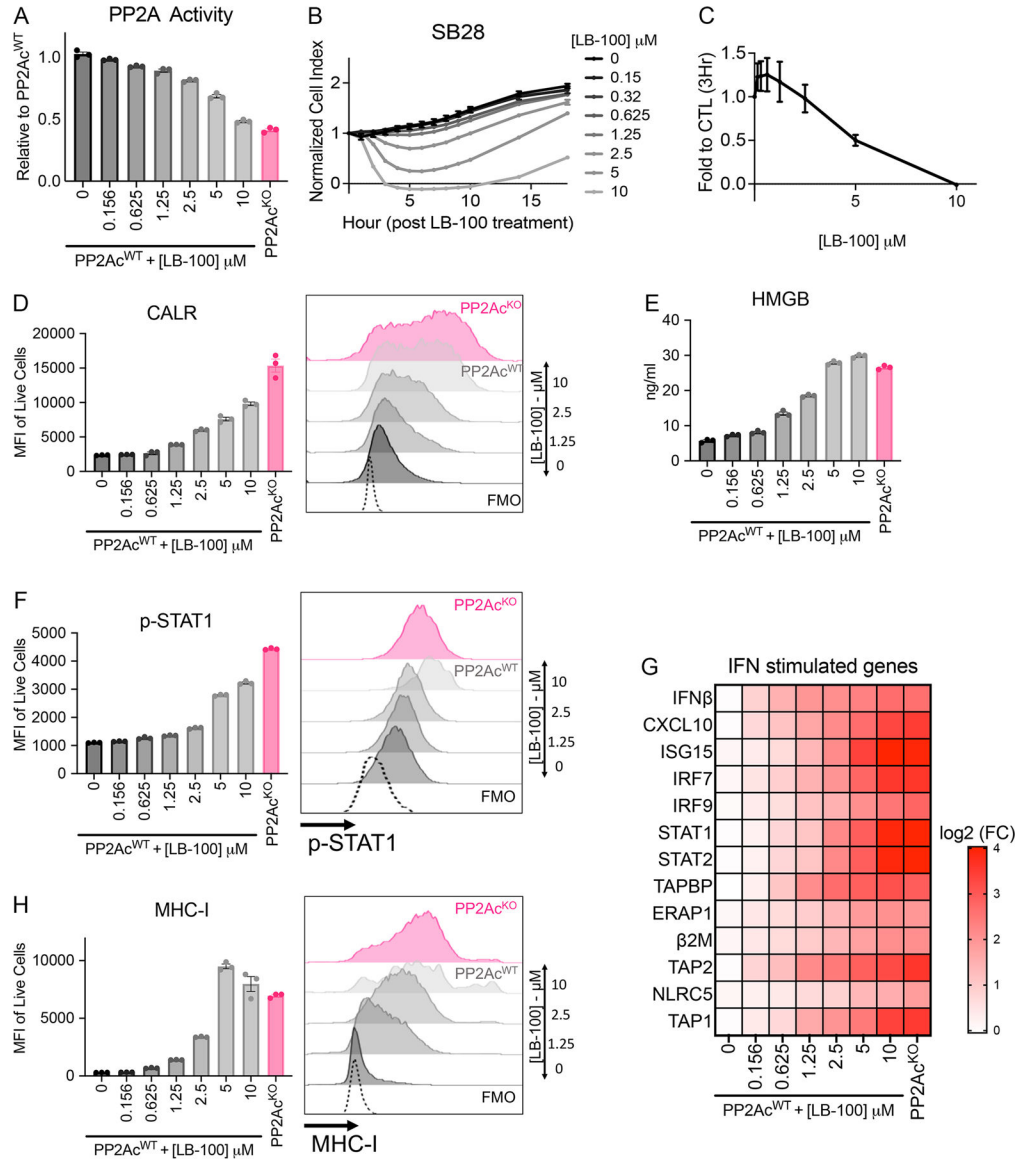 A
PP2A Activity
Relative to PP2Ac^WT
1.0
0.5
0.0
0
0.156
0.625
1.25
2.5
5
10
PP2Ac^KO
PP2Ac^WT + [LB-100] μM
B
SB28
Normalized Cell Index
2
1
0
5
10
15
Hour (post LB-100 treatment)
[LB-100] μM
0
0.15
0.32
0.625
1.25
2.5
5
10
C
Fold to CTL (3Hr)
1.5
1.0
0.5
0.0
5
10
[LB-100] μM
D
CALR
MFI of Live Cells
20000
15000
10000
5000
0
0
0.156
0.625
1.25
2.5
5
10
PP2Ac^KO
PP2Ac^WT + [LB-100] μM
PP2Ac^KO
PP2Ac^WT
10
2.5
1.25
0
[LB-100] - μM
FMO
E
HMGB
ng/ml
40
30
20
10
0
0
0.156
0.625
1.25
2.5
5
10
PP2Ac^KO
PP2Ac^WT + [LB-100] μM
F
p-STAT1
MFI of Live Cells
5000
4000
3000
2000
1000
0
0
0.156
0.625
1.25
2.5
5
10
PP2Ac^KO
PP2Ac^WT + [LB-100] μM
PP2Ac^KO
PP2Ac^WT
10
2.5
1.25
0
[LB-100] - μM
FMO
p-STAT1
G
IFN stimulated genes
IFNβ
CXCL10
ISG15
IRF7
IRF9
STAT1
STAT2
TAPBP
ERAP1
β2M
TAP2
NLRC5
TAP1
0
0.156
0.625
1.25
2.5
5
10
PP2Ac^KO
PP2Ac^WT + [LB-100] μM
log2 (FC)
4
3
2
1
0
H
MHC-I
MFI of Live Cells
10000
5000
0
0
0.156
0.625
1.25
2.5
5
10
PP2Ac^KO
PP2Ac^WT + [LB-100] μM
PP2Ac^KO
PP2Ac^WT
10
2.5
1.25
0
[LB-100] - μM
FMO
MHC-I